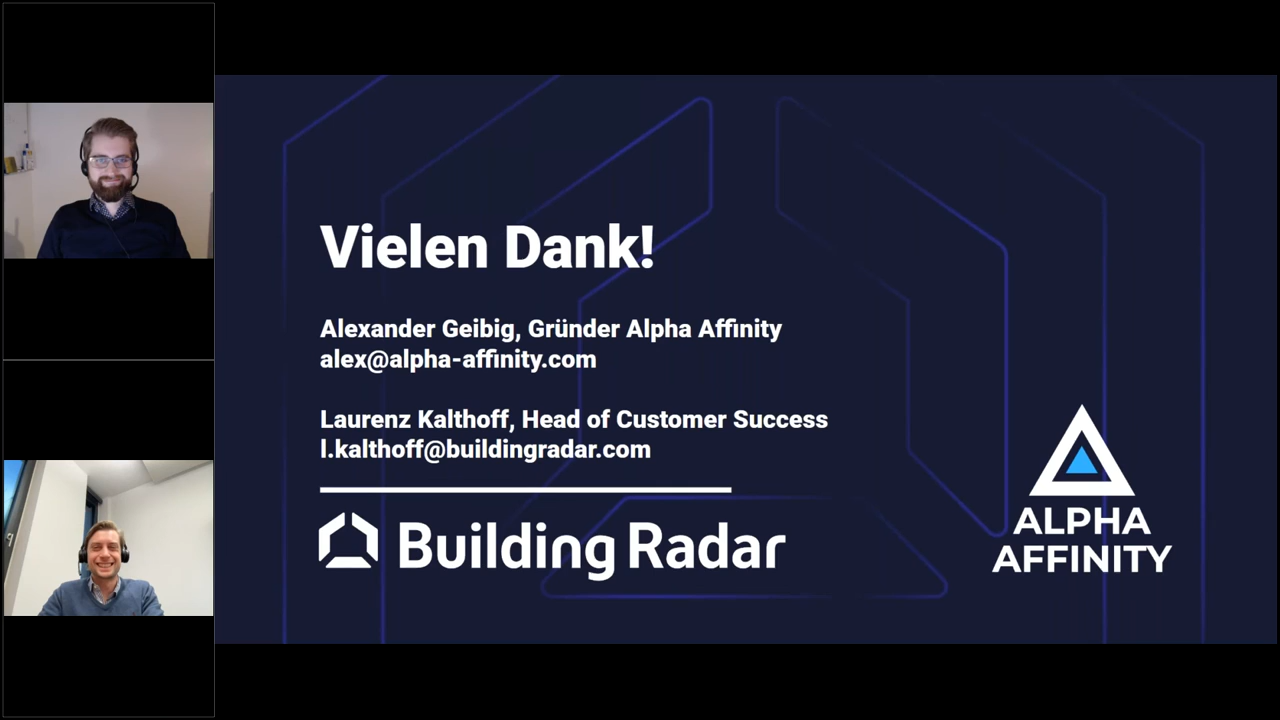 Vielen Dank!
Alexander Geibig, Gründer Alpha Affinity
alex@alpha-affinity.com
Laurenz Kalthoff, Head of Customer Success
l.kalthoff@buildingradar.com
Building Radar
ALPHA
AFFINITY